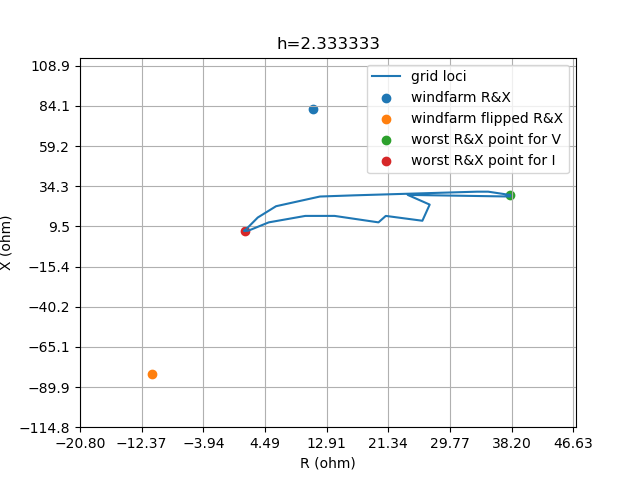 h=2.333333
108.9
84.1
59.2
34.3
9.5
−15.4
−40.2
−65.1
−89.9
−114.8
X (ohm)
grid loci
windfarm R&X
windfarm flipped R&X
worst R&X point for V
worst R&X point for I
−20.80 −12.37 −3.94 4.49 12.91 21.34 29.77 38.20 46.63
R (ohm)